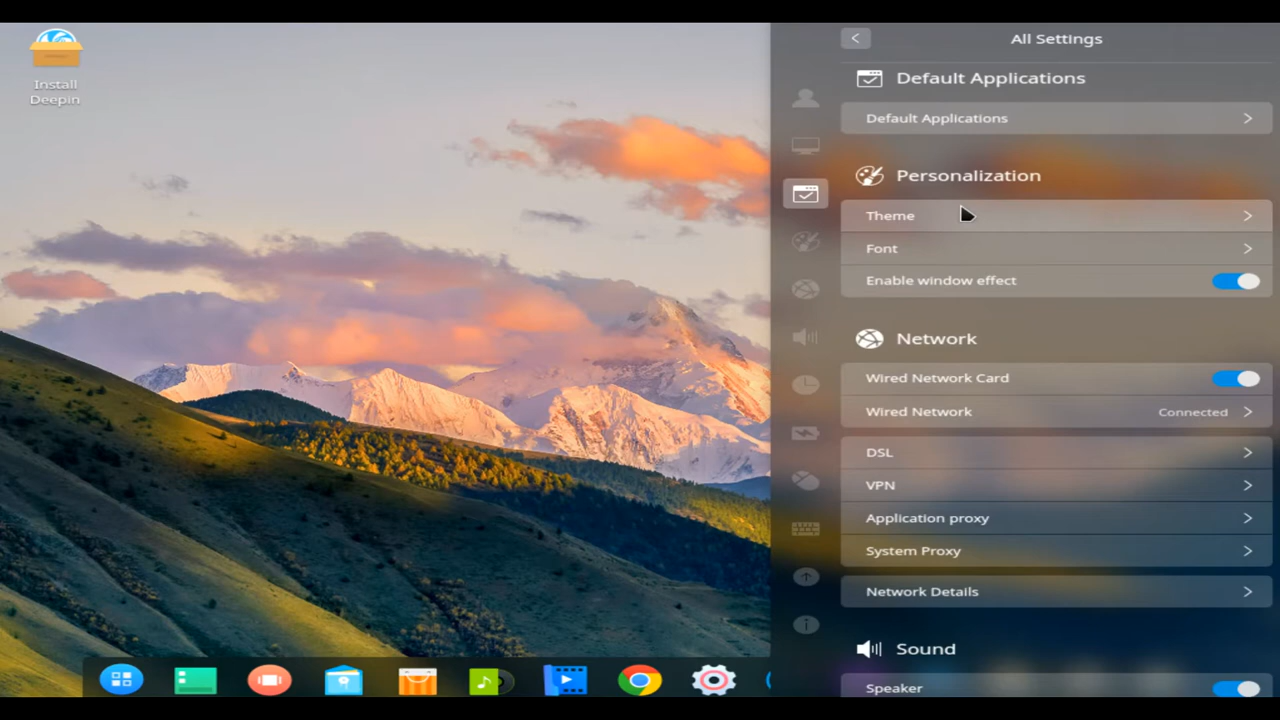 Install
Deepin
All Settings
Default Applications
Default Applications
Personalization
Theme
Font
Enable window effect
Network
Wired Network Card
Wired Network Connected
DSL
VPN
Application proxy
System Proxy
Network Details
Sound
Speaker